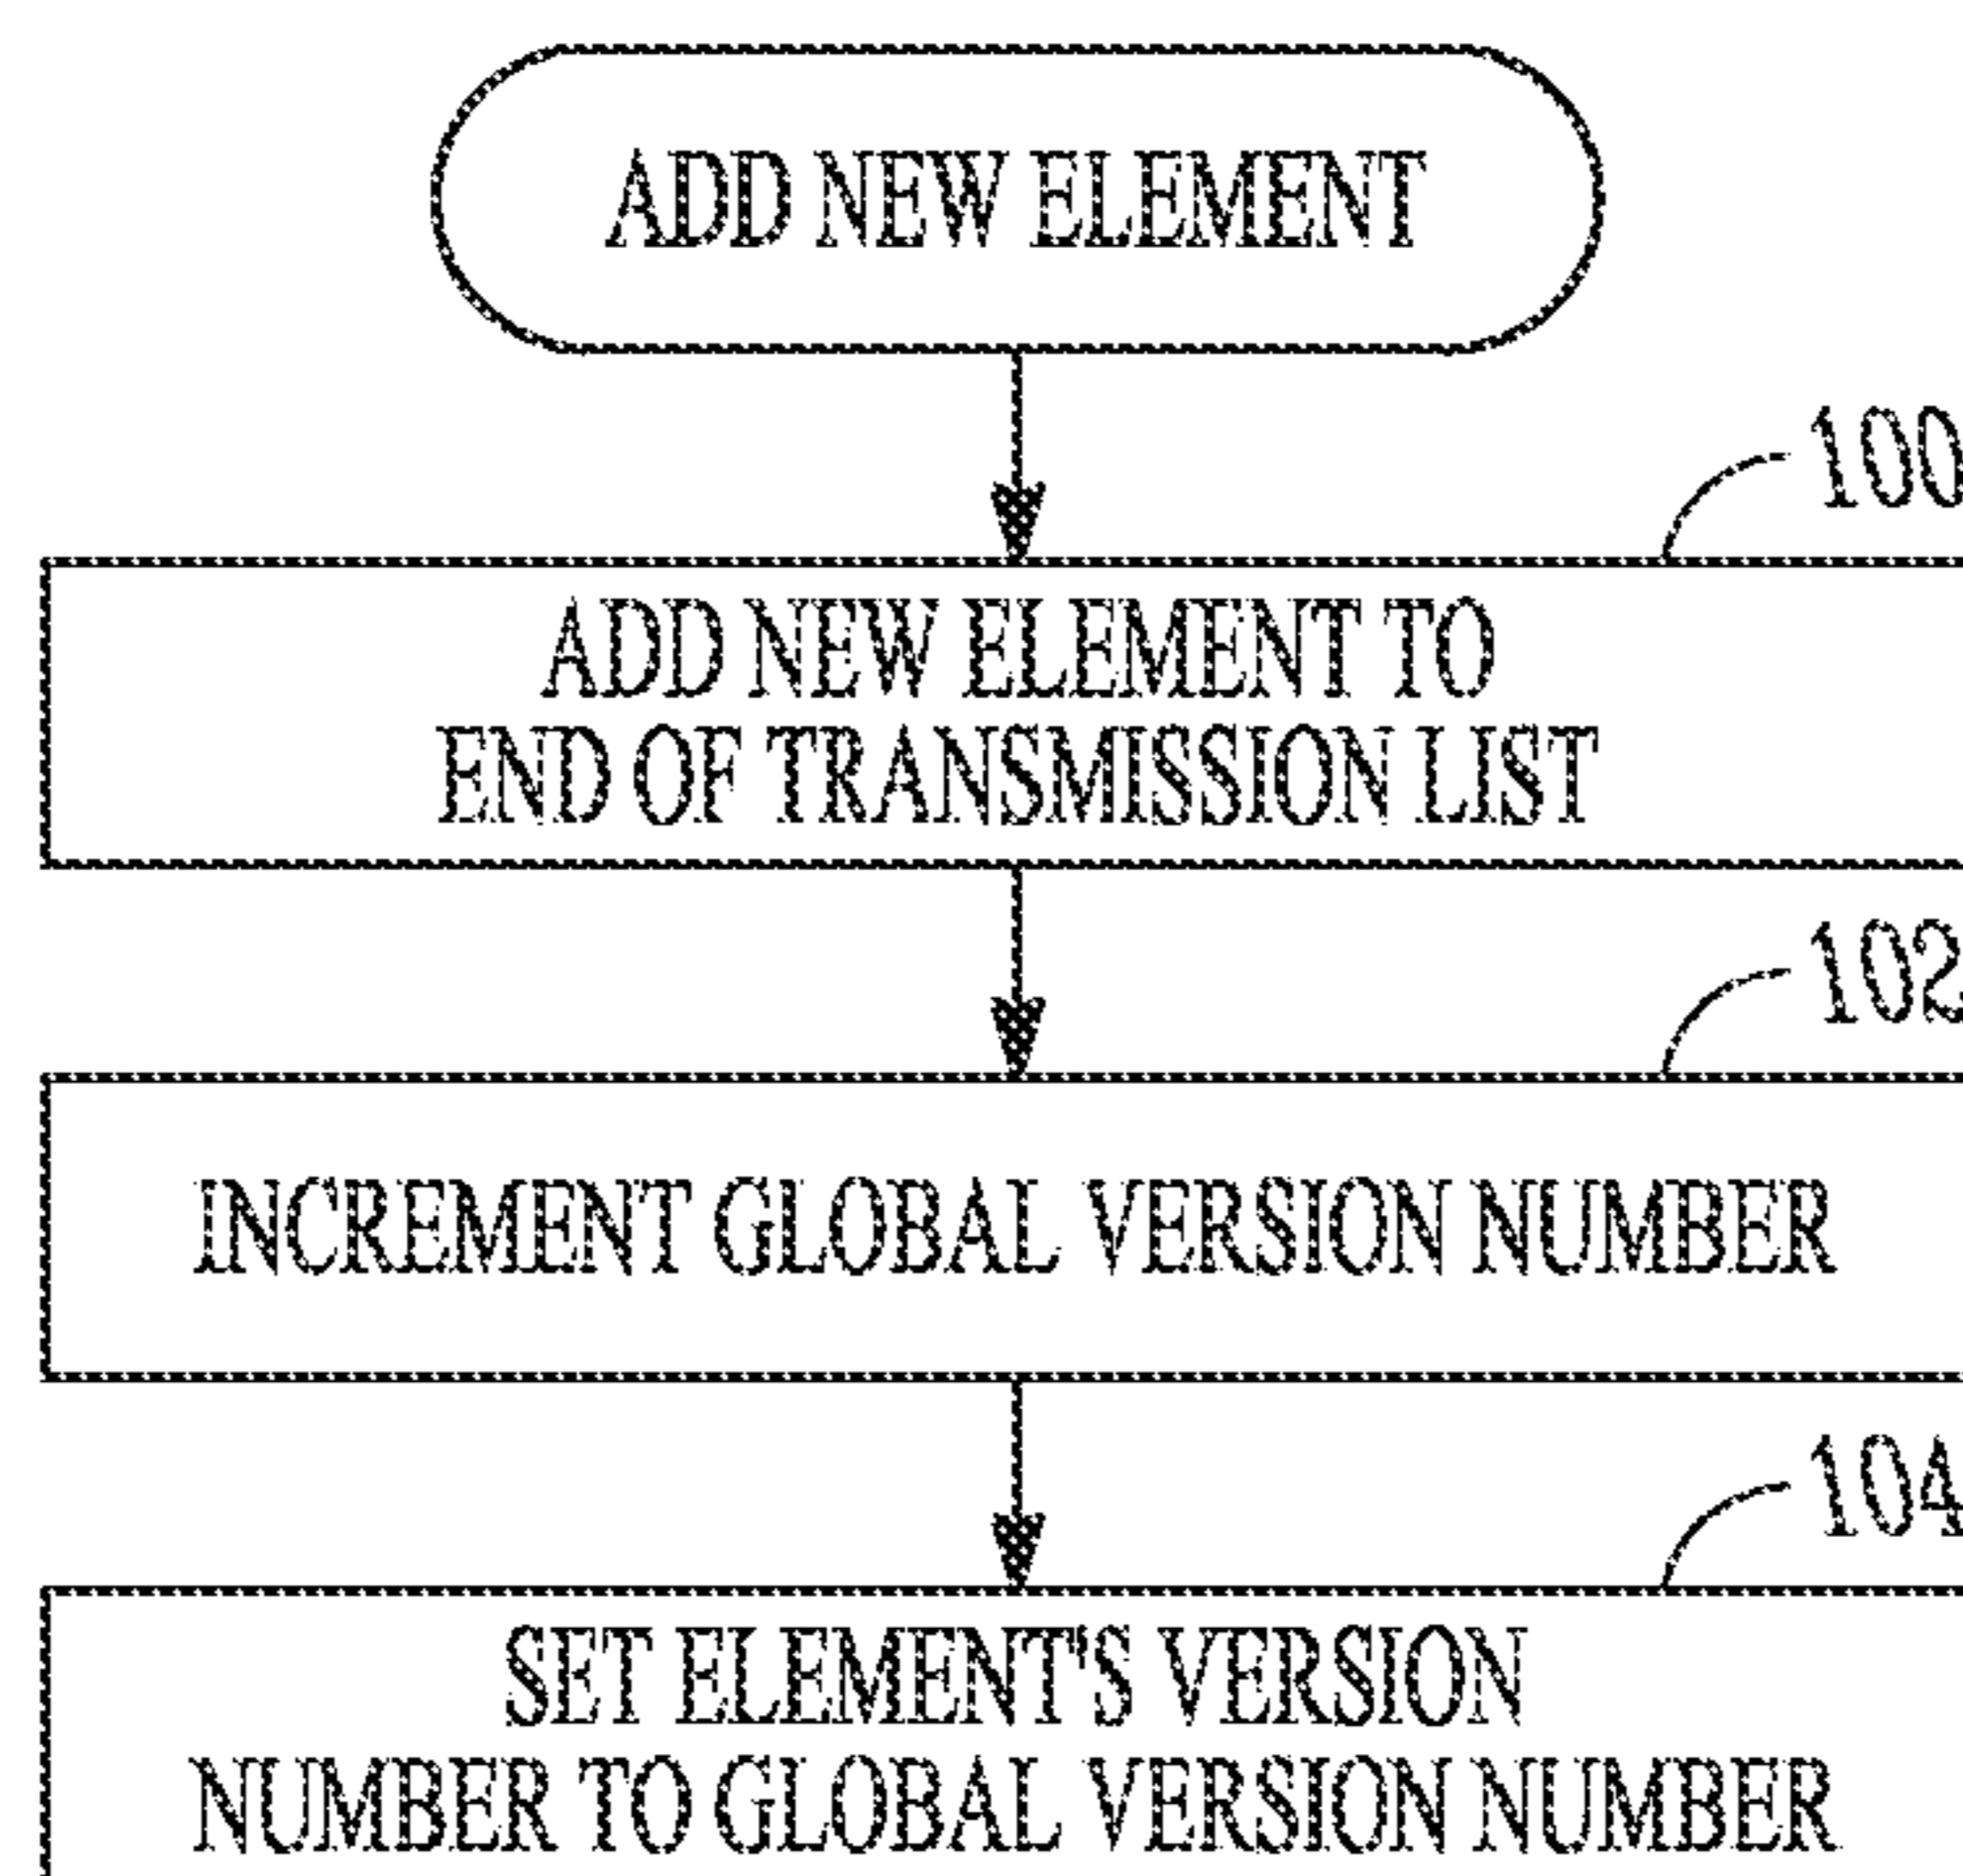 ADD NEW ELEMENT
100
ADD NEW ELEMENT TO
END OF TRANSMISSION LIST
102
INCREMENT GLOBAL VERSION NUMBER
104
SET ELEMENT'S VERSION
NUMBER TO GLOBAL VERSION NUMBER